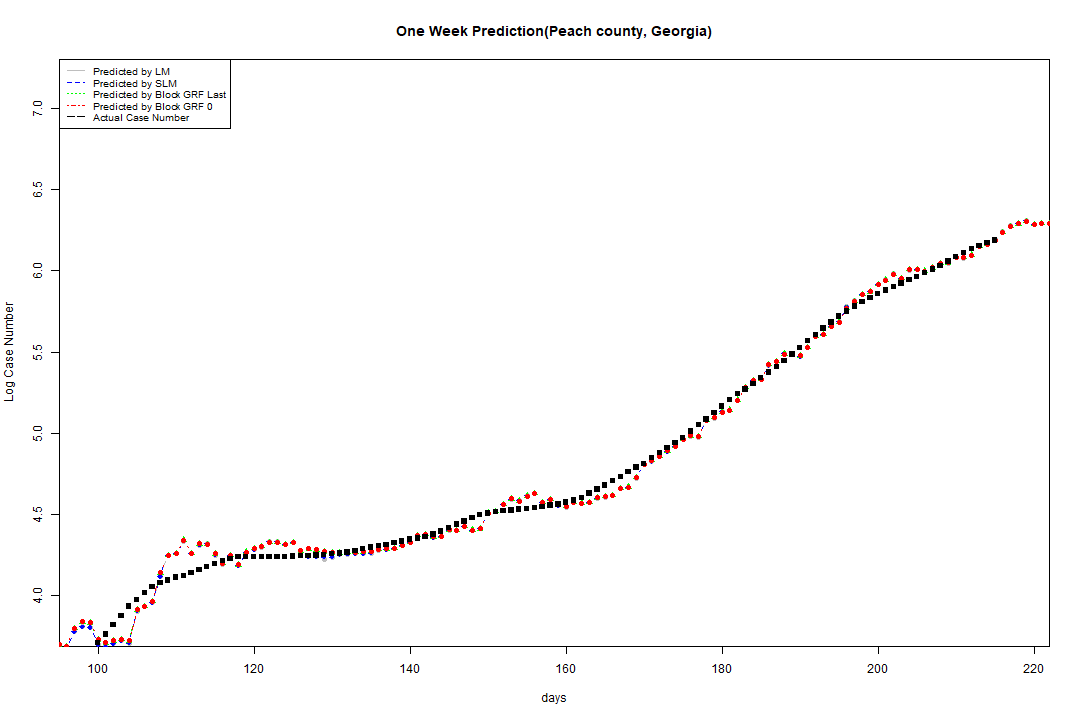 One Week Prediction(Peach county, Georgia)
Predicted by LM
Predicted by SLM
Predicted by Block GRF Last
Predicted by Block GRF 0
Actual Case Number
7.0
6.5
6.0
5.5
5.0
4.5
4.0
Log Case Number
100 120 140 160 180 200 220
days